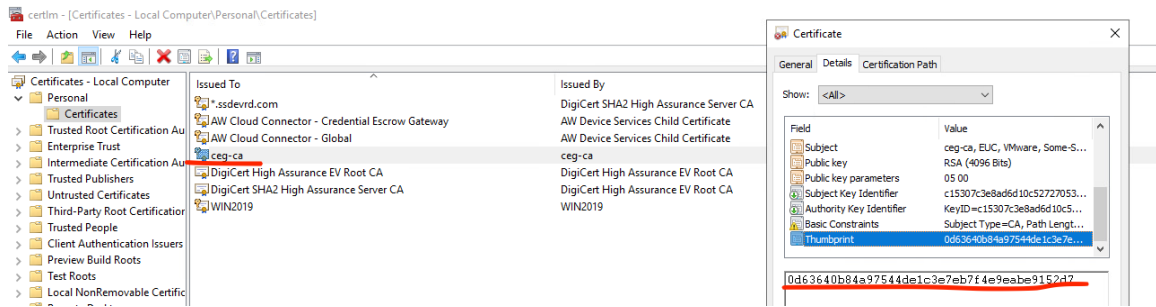 certlm - [Certificates - Local Computer\Personal\Certificates]
File Action View Help
Certificates - Local Computer
Personal
Certificates
Trusted Root Certification Au
Enterprise Trust
Intermediate Certification Au
Trusted Publishers
Untrusted Certificates
Third-Party Root Certification
Trusted People
Client Authentication Issuers
Preview Build Roots
Test Roots
Local NonRemovable Certific
Issued To Issued By
*.ssdevrd.com DigiCert SHA2 High Assurance Server CA
AW Cloud Connector - Credential Escrow Gateway AW Device Services Child Certificate
AW Cloud Connector - Global AW Device Services Child Certificate
ceg-ca ceg-ca
DigiCert High Assurance EV Root CA DigiCert High Assurance EV Root CA
DigiCert SHA2 High Assurance Server CA DigiCert High Assurance EV Root CA
WIN2019 WIN2019
Certificate
General Details Certification Path
Show: <All>
Field Value
Subject ceg-ca, EUC, VMware, Some-S...
Public key RSA (4096 Bits)
Public key parameters 05 00
Subject Key Identifier c15307c3e8ad6d10c52727053...
Authority Key Identifier KeyID=c15307c3e8ad6d10c5...
Basic Constraints Subject Type=CA, Path Lengt...
Thumbprint 0d63640b84a97544de1c3e7e...
0d63640b84a97544de1c3e7eb7f4e9eabe9152d7